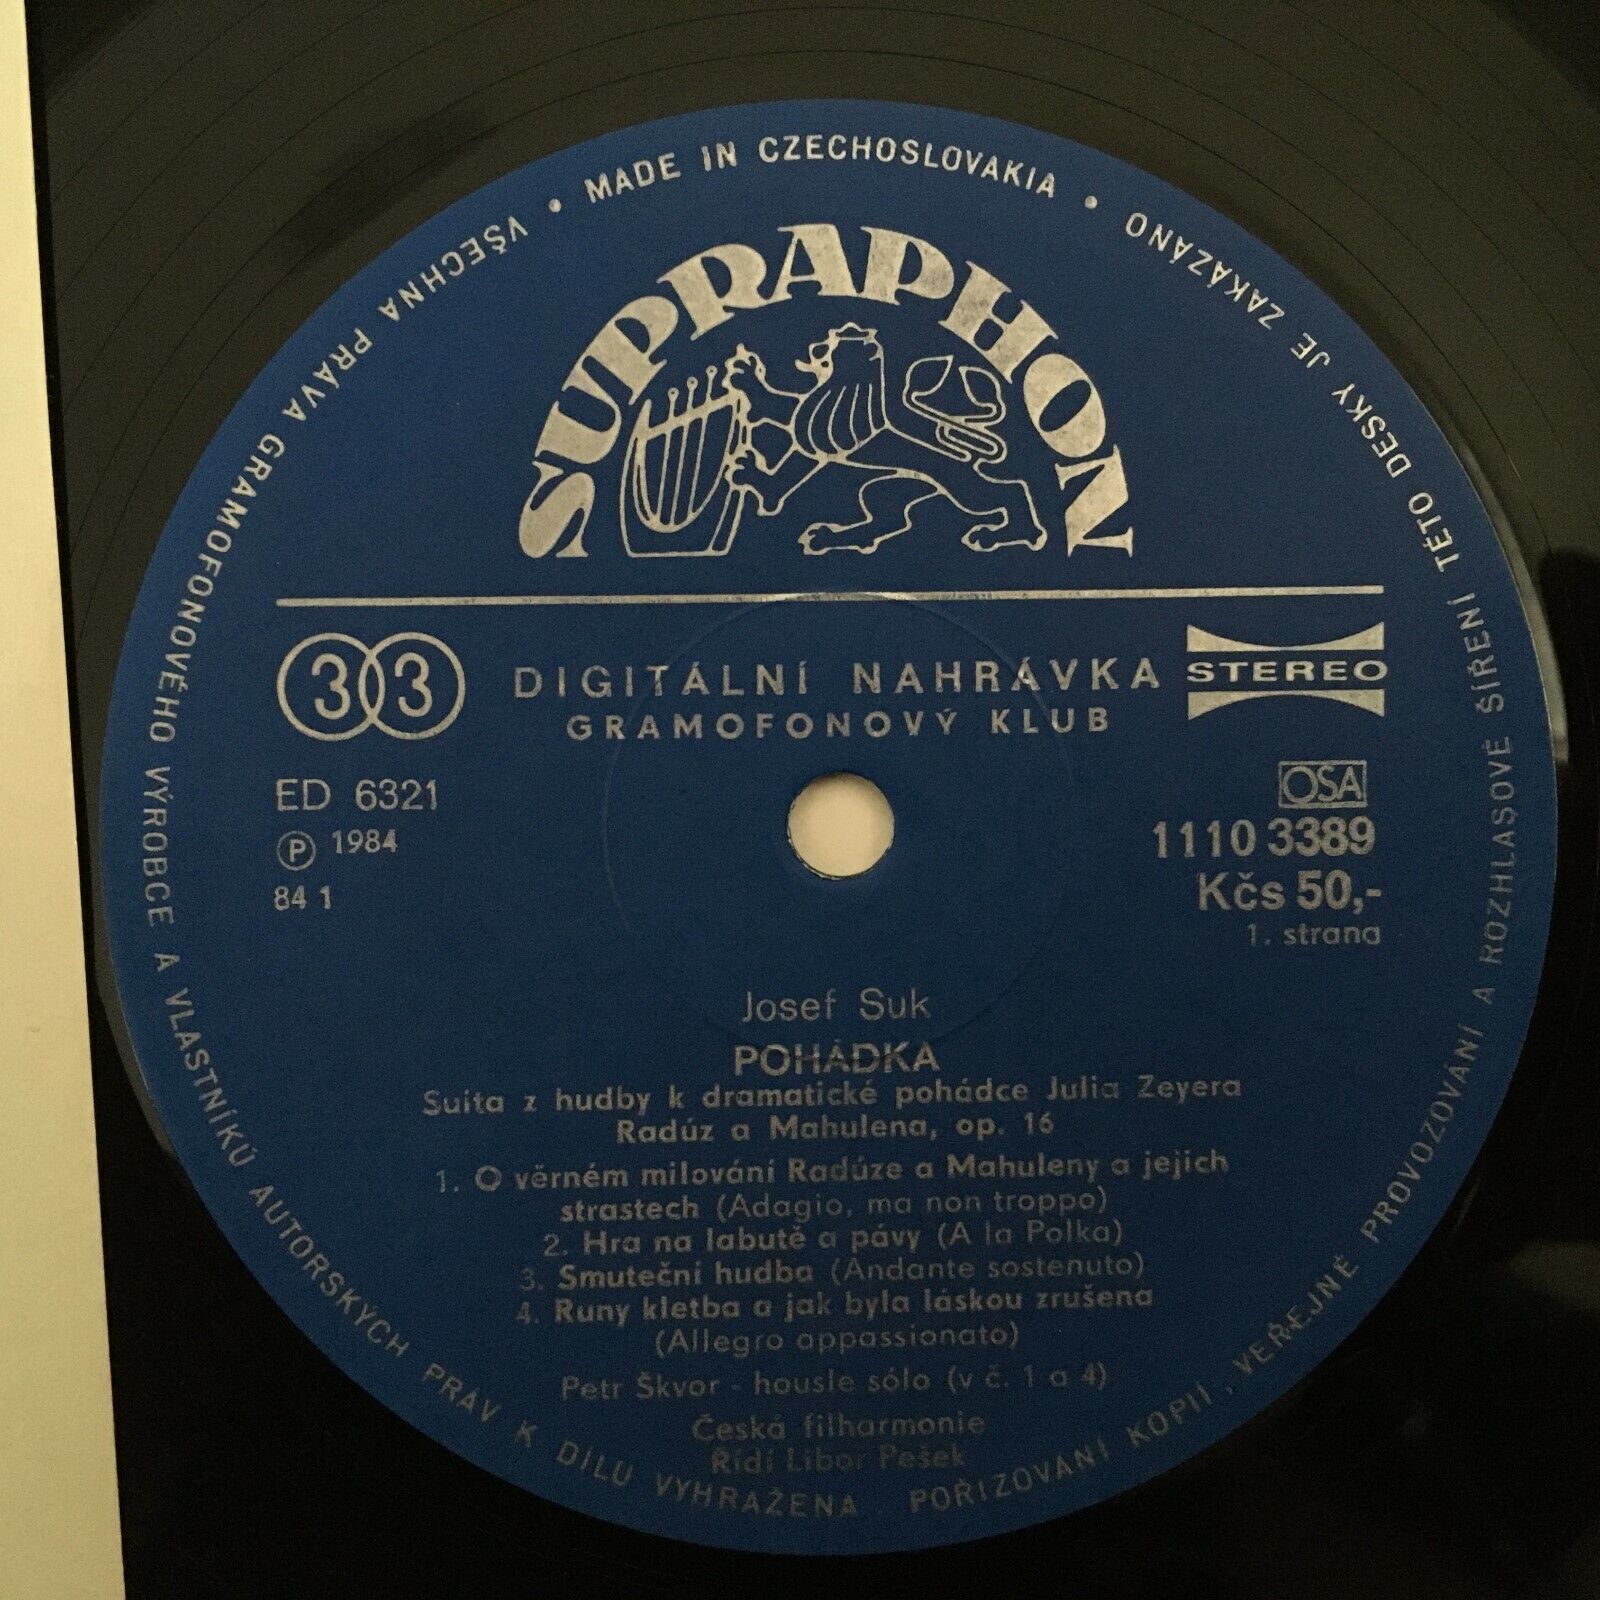 MADE IN CZECHOSLOVAKIA • VŠECHNA PRÁVA GRAMOFONOVÉHO VÝROBCE A VLASTNÍKŮ AUTORSKÝCH PRÁV K DÍLU VYHRAŽENA . POŘIZOVÁNÍ KOPIÍ, VEŘEJNÉ PROVOZOVÁNÍ A ROZHLASOVÉ ŠÍŘENÍ TÉTO DESKY JE ZAKÁZÁNO •
SUPRAPHON
33
DIGITÁLNÍ NAHRÁVKA
STEREO
GRAMOFONOVÝ KLUB
ED 6321
OSA
Ⓟ 1984
1110 3389
84 1
Kčs 50,-
1. strana
Josef Suk
POHÁDKA
Suita z hudby k dramatické pohádce Julia Zeyera
Radúz a Mahulena, op. 16
1. O věrném milování Radúze a Mahuleny a jejich
strastech (Adagio, ma non troppo)
2. Hra na labutě a pávy (A la Polka)
3. Smuteční hudba (Andante sostenuto)
4. Runy kletba a jak byla láskou zrušena
(Allegro appassionato)
Petr Škvor - housle sólo (v č. 1 a 4)
Česká filharmonie
Řídí Libor Pešek